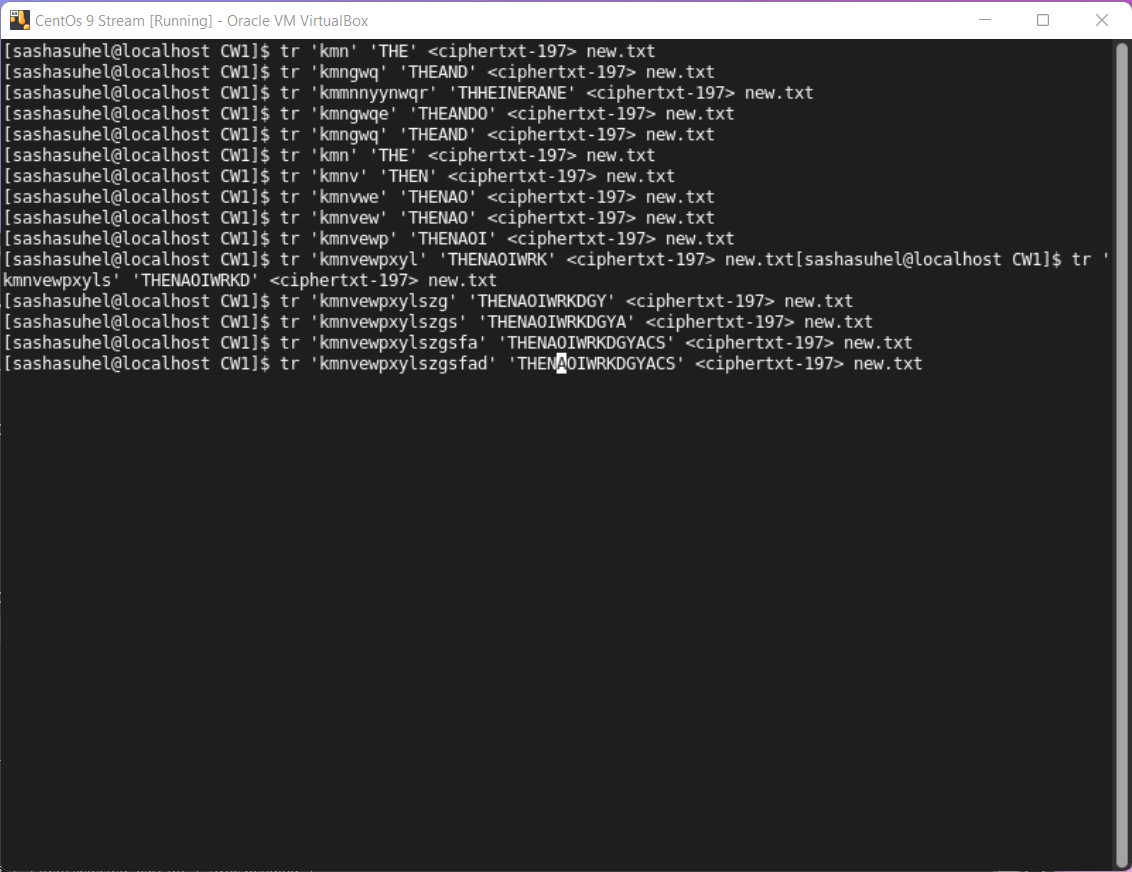 CentOs 9 Stream [Running] - Oracle VM VirtualBox
[sashasuhel@localhost CW1]$ tr 'kmn' 'THE' <ciphertxt-197> new.txt
[sashasuhel@localhost CW1]$ tr 'kmngwq' 'THEAND' <ciphertxt-197> new.txt
[sashasuhel@localhost CW1]$ tr 'kmmnnyynwqr' 'THHEINERANE' <ciphertxt-197> new.txt
[sashasuhel@localhost CW1]$ tr 'kmngwqe' 'THEANDO' <ciphertxt-197> new.txt
[sashasuhel@localhost CW1]$ tr 'kmngwq' 'THEAND' <ciphertxt-197> new.txt
[sashasuhel@localhost CW1]$ tr 'kmn' 'THE' <ciphertxt-197> new.txt
[sashasuhel@localhost CW1]$ tr 'kmnv' 'THEN' <ciphertxt-197> new.txt
[sashasuhel@localhost CW1]$ tr 'kmnvwe' 'THENAO' <ciphertxt-197> new.txt
[sashasuhel@localhost CW1]$ tr 'kmnvew' 'THENAO' <ciphertxt-197> new.txt
[sashasuhel@localhost CW1]$ tr 'kmnvewp' 'THENAOI' <ciphertxt-197> new.txt
[sashasuhel@localhost CW1]$ tr 'kmnvewpxyl' 'THENAOIWRK' <ciphertxt-197> new.txt[sashasuhel@localhost CW1]$ tr '
kmnvewpxyls' 'THENAOIWRKD' <ciphertxt-197> new.txt
[sashasuhel@localhost CW1]$ tr 'kmnvewpxylszg' 'THENAOIWRKDGY' <ciphertxt-197> new.txt
[sashasuhel@localhost CW1]$ tr 'kmnvewpxylszgs' 'THENAOIWRKDGYA' <ciphertxt-197> new.txt
[sashasuhel@localhost CW1]$ tr 'kmnvewpxylszgsfa' 'THENAOIWRKDGYACS' <ciphertxt-197> new.txt
[sashasuhel@localhost CW1]$ tr 'kmnvewpxylszgsfad' 'THENAOIWRKDGYACS' <ciphertxt-197> new.txt